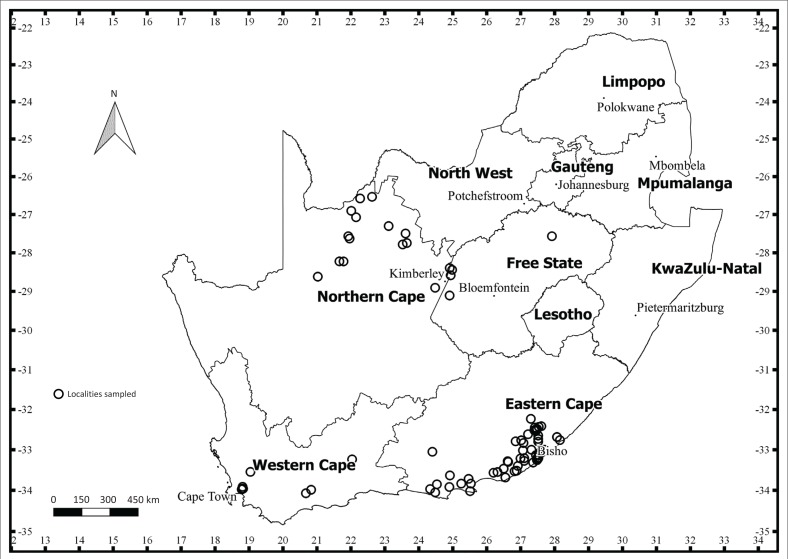 12 13 14 15 16 17 18 19 20 21 22 23 24 25 26 27 28 29 30 31 32 33 34
-22 -22
-23 -23
-24 -24
-25 -25
-26 -26
-27 -27
-28 -28
-29 -29
-30 -30
-31 -31
-32 -32
-33 -33
-34 -34
-35 -35
N
Limpopo
Polokwane
North West
Gauteng
Mbombela
Johannesburg
Mpumalanga
Potchefstroom
Free State
KwaZulu-Natal
Kimberley
Bloemfontein
Northern Cape
Lesotho
Pietermaritzburg
Localities sampled
Eastern Cape
Bisho
Western Cape
Cape Town
0 150 300 450 km
12 13 14 15 16 17 18 19 20 21 22 23 24 25 26 27 28 29 30 31 32 33 34